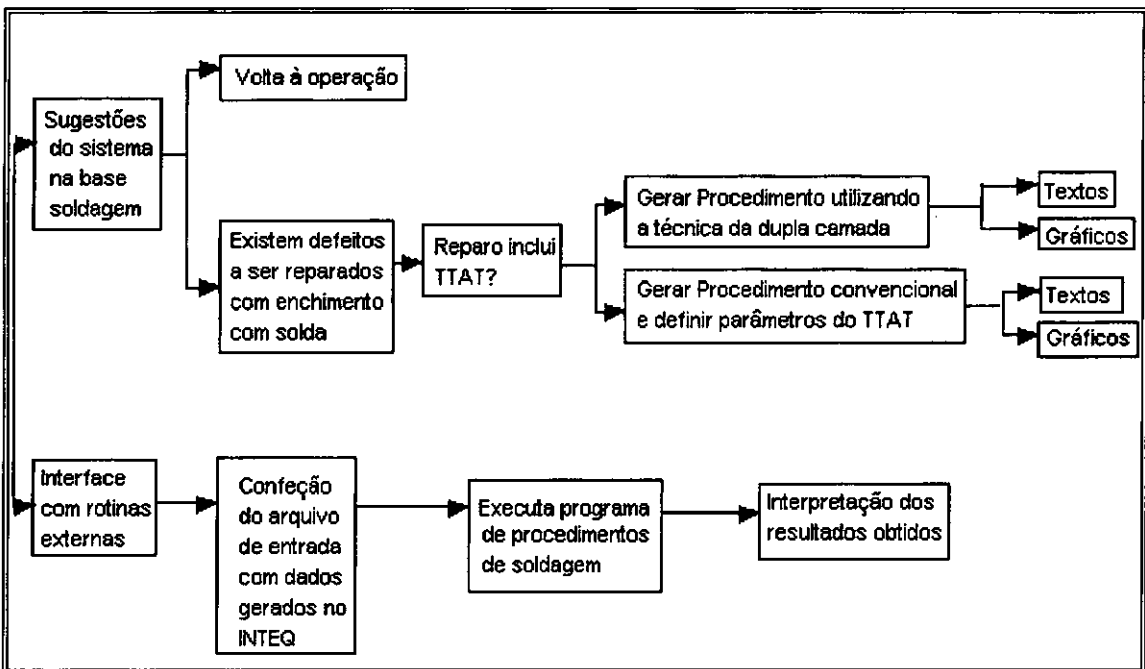 Volta à operação
Sugestões
do sistema
na base
soldagem
Existem defeitos
a ser reparados
com enchimento
com solda
Reparo inclui
TTAT?
Gerar Procedimento utilizando
a técnica da dupla camada
Textos
Gráficos
Gerar Procedimento convencional
e definir parâmetros do TTAT
Textos
Gráficos
Interface
com rotinas
externas
Confeção
do arquivo
de entrada
com dados
gerados no
INTEQ
Executa programa
de procedimentos
de soldagem
Interpretação dos
resultados obtidos